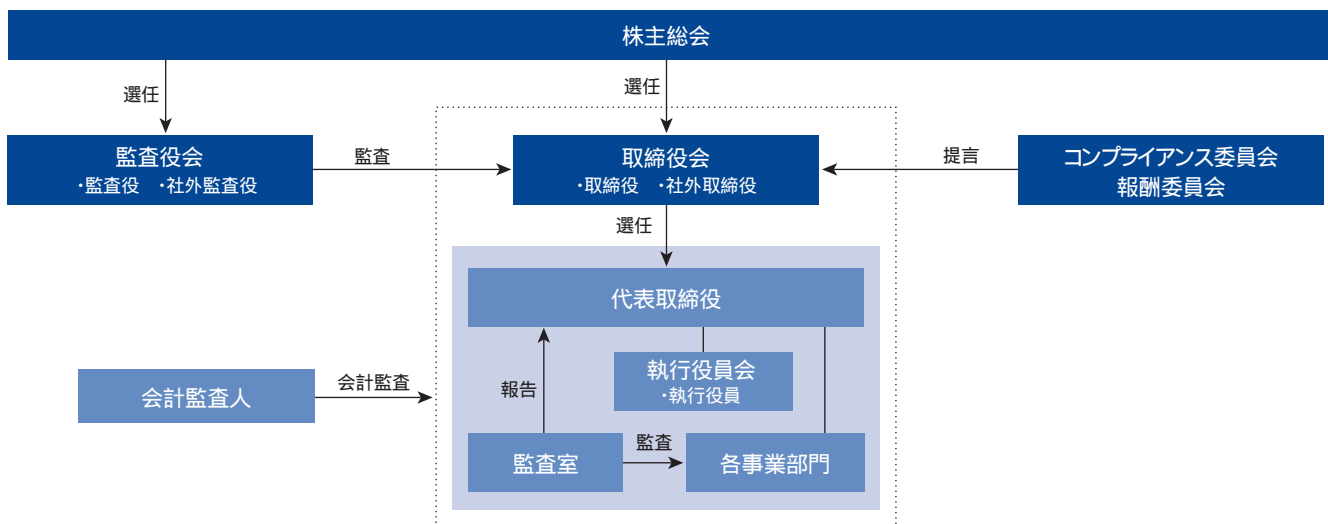 株主総会
選任
選任
監査役会
・監査役 ・社外監査役
監査
取締役会
・取締役 ・社外取締役
提言
コンプライアンス委員会
報酬委員会
選任
代表取締役
執行役員会
・執行役員
会計監査人
会計監査
報告
監査室
監査
各事業部門